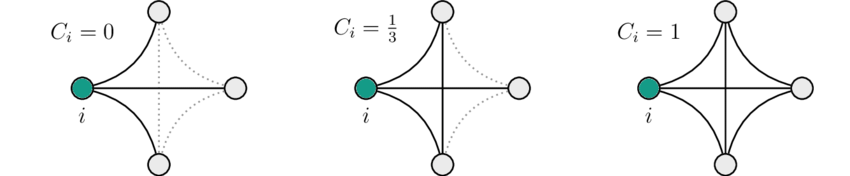 C_i = 0
i
C_i = 1/3
i
C_i = 1
i